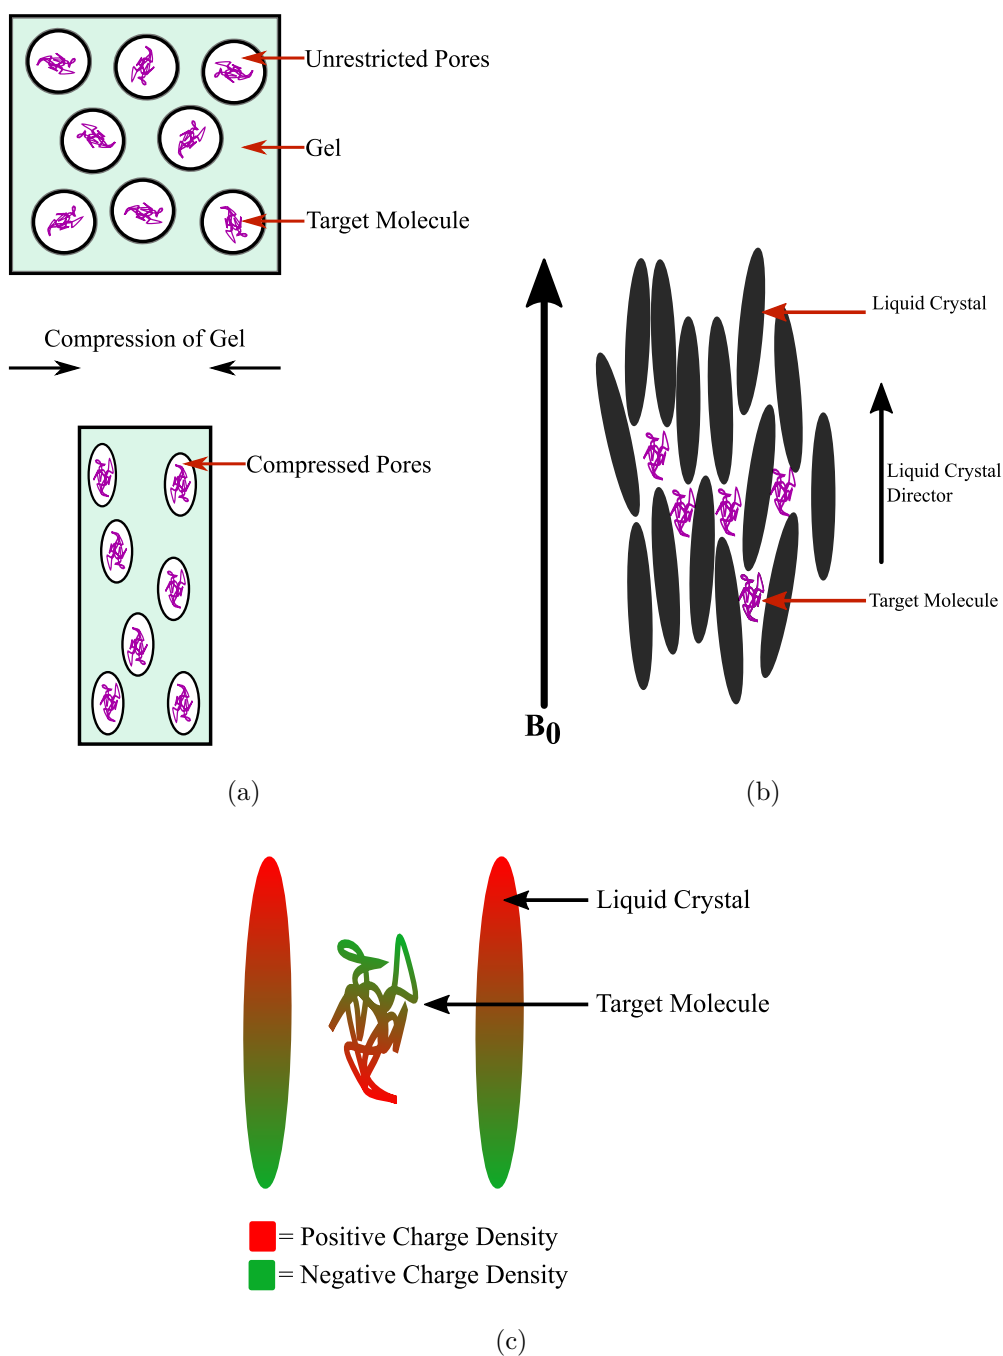 Unrestricted Pores
Gel
Target Molecule
Compression of Gel
Compressed Pores
(a)
B0
Liquid Crystal
Liquid Crystal
Director
Target Molecule
(b)
Liquid Crystal
Target Molecule
= Positive Charge Density
= Negative Charge Density
(c)